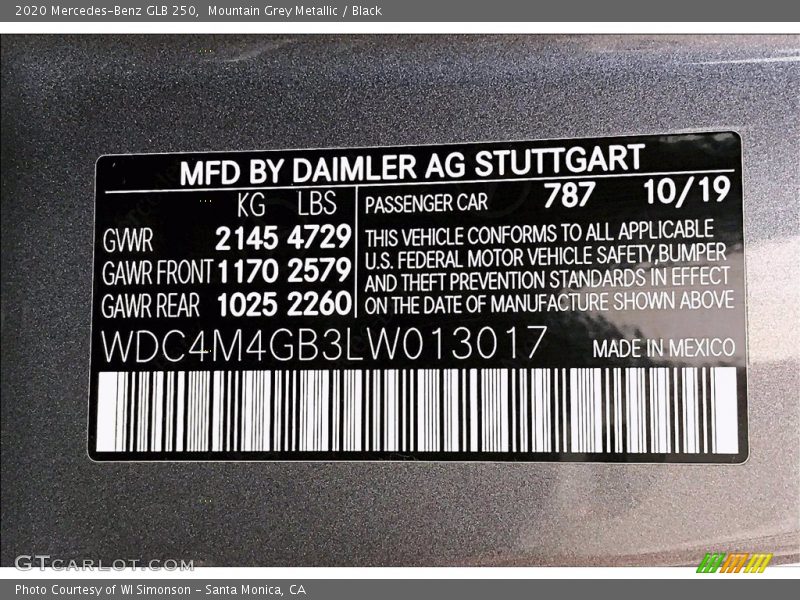 2020 Mercedes-Benz GLB 250,  Mountain Grey Metallic / Black
MFD BY DAIMLER AG STUTTGART
KG LBS
GVWR 2145 4729
GAWR FRONT 1170 2579
GAWR REAR 1025 2260
PASSENGER CAR 787 10/19
THIS VEHICLE CONFORMS TO ALL APPLICABLE
U.S. FEDERAL MOTOR VEHICLE SAFETY,BUMPER
AND THEFT PREVENTION STANDARDS IN EFFECT
ON THE DATE OF MANUFACTURE SHOWN ABOVE
WDC4M4GB3LW013017
MADE IN MEXICO
GTCARLOT.COM
Photo Courtesy of WI Simonson - Santa Monica, CA